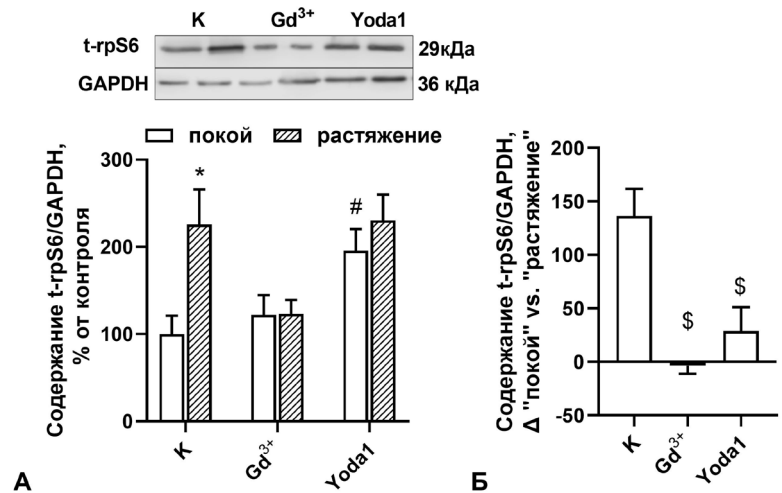 K Gd³⁺ Yoda1
t-rpS6 29кДа
GAPDH 36 кДа
покой растяжение
Содержание t-rpS6/GAPDH,
% от контроля
300
200
100
0
*
#
K Gd³⁺ Yoda1
А
Содержание t-rpS6/GAPDH,
Δ "покой" vs. "растяжение"
200
150
100
50
0
-50
$
$
K Gd³⁺ Yoda1
Б